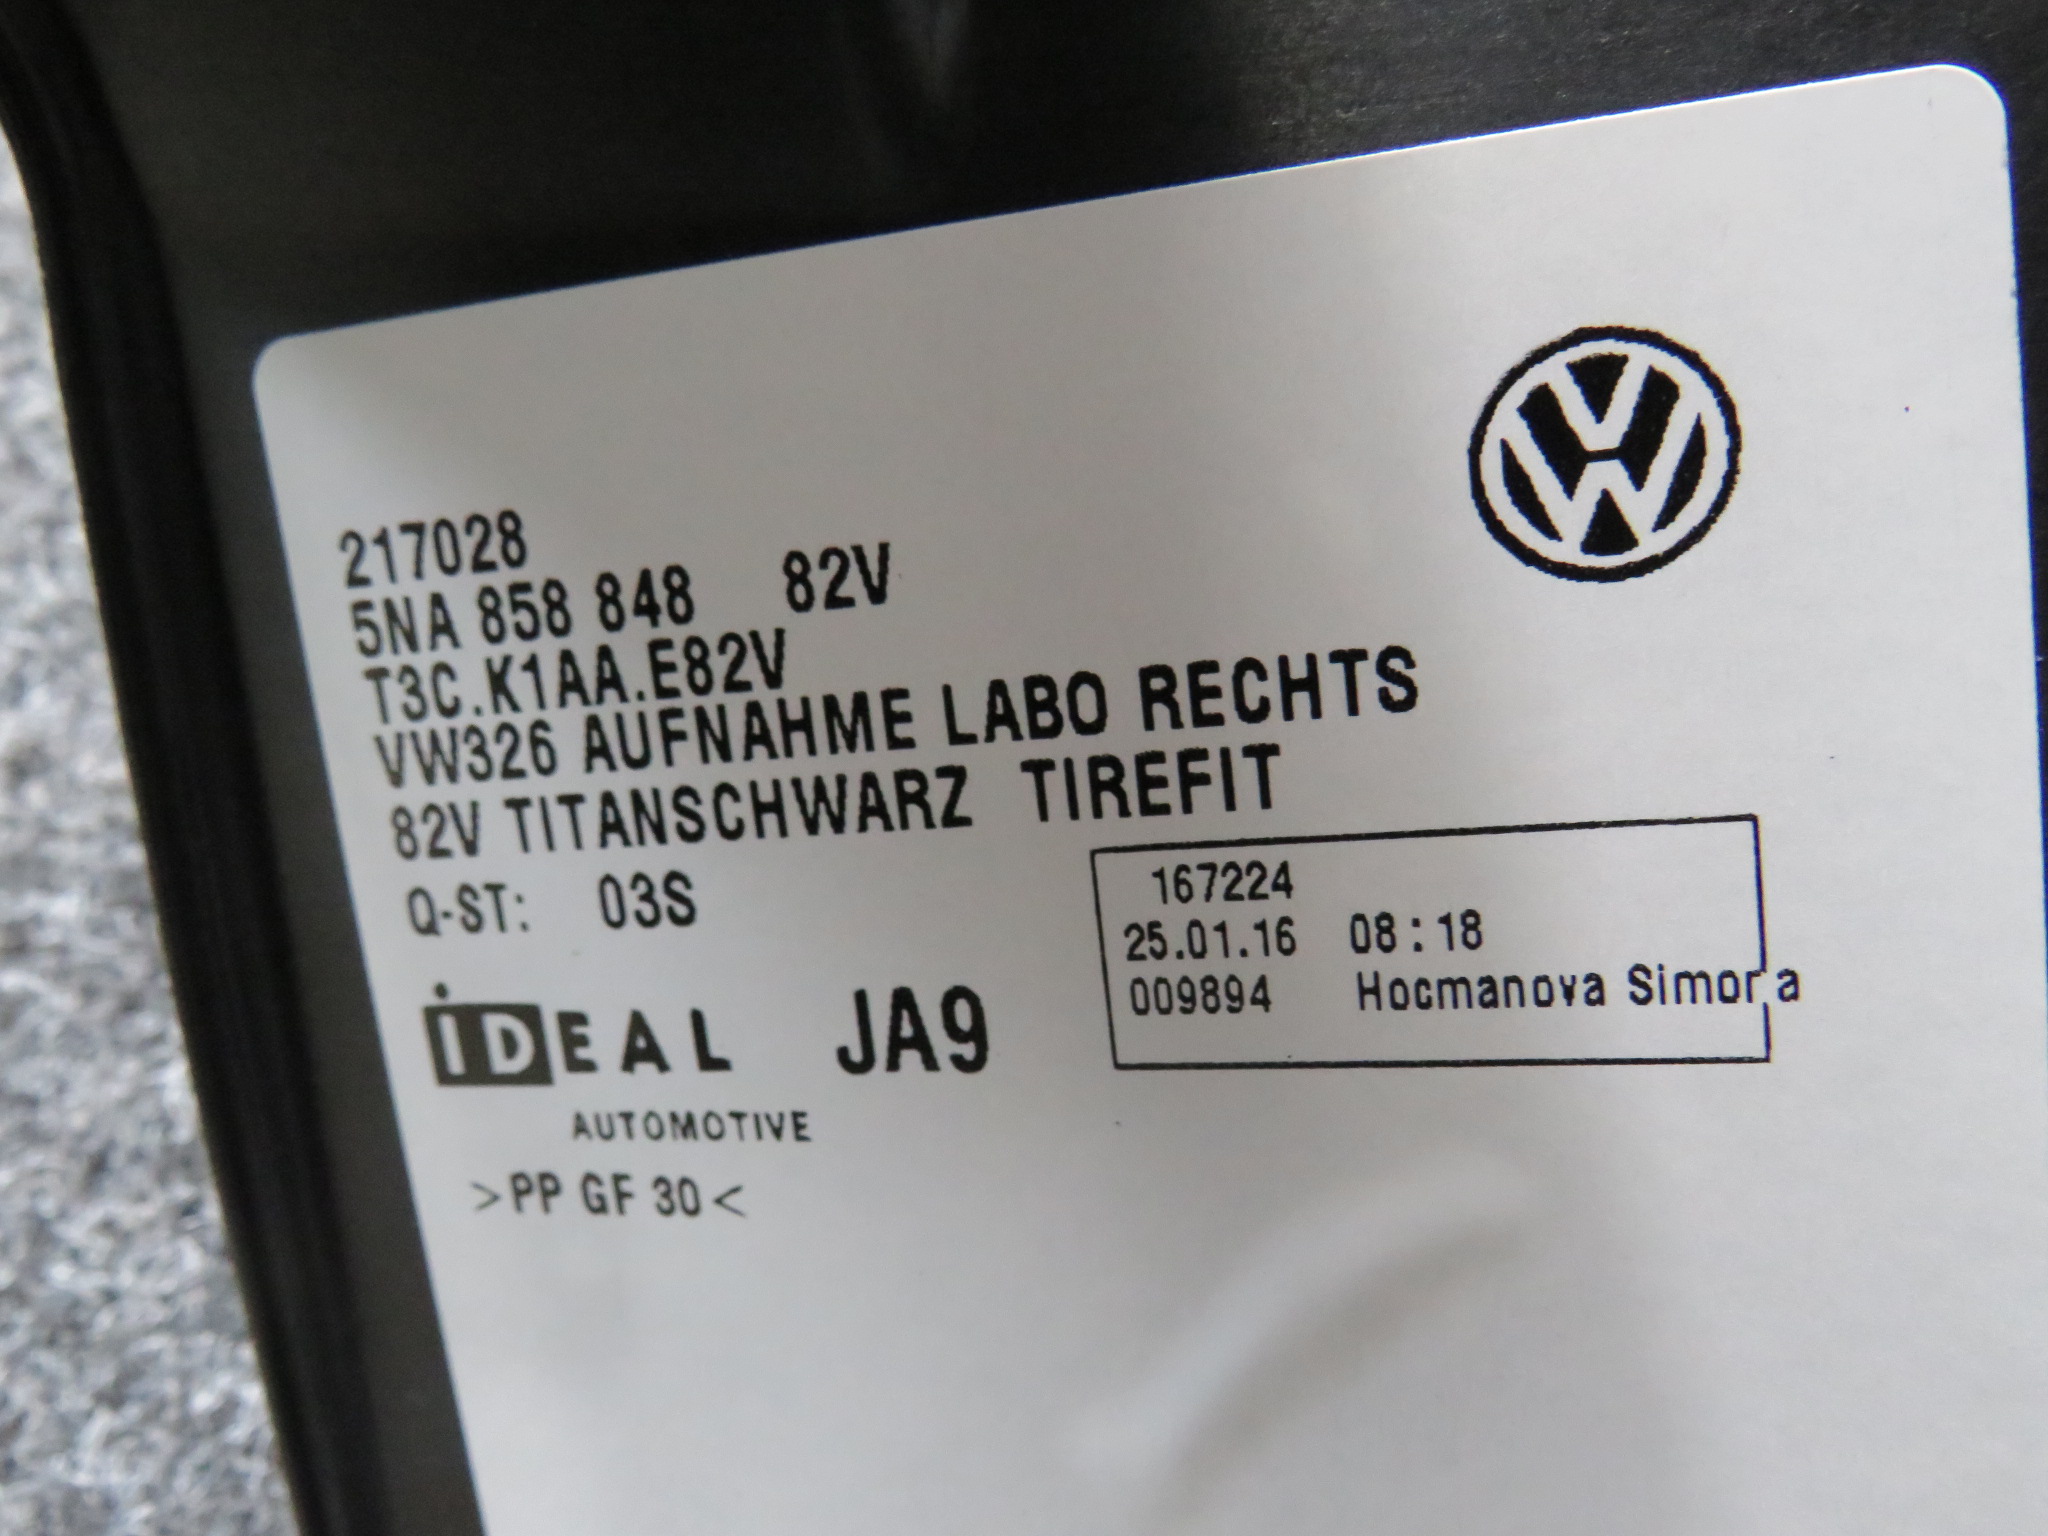 217028
5NA 858 848 82V
T3C.K1AA.E82V
VW326 AUFNAHME LABO RECHTS
82V TITANSCHWARZ TIREFIT
Q-ST: 03S
167224
25.01.16 08:18
009894 Hocmanova Simona
iDEAL JA9
AUTOMOTIVE
>PP GF 30<